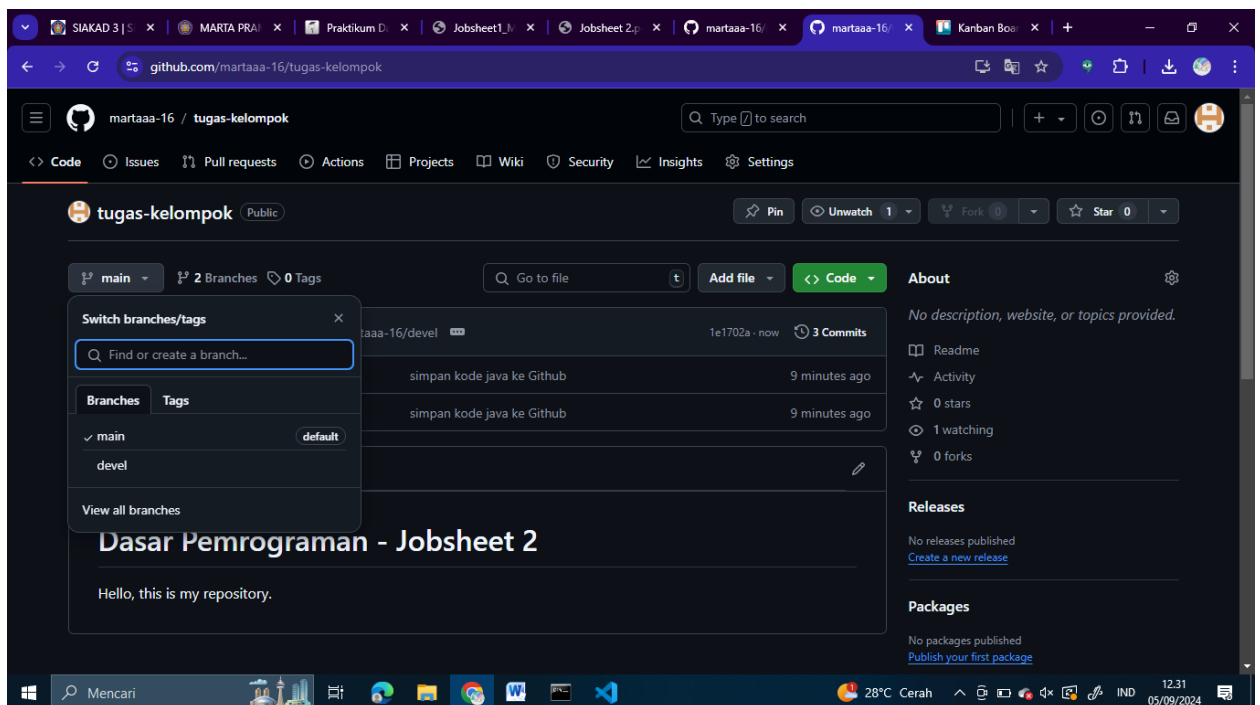 SIAKAD 3 | S
MARTA PRA
Praktikum D
Jobsheet1_
Jobsheet 2.p
martaaa-16/
martaaa-16/
Kanban Boa
github.com/martaaa-16/tugas-kelompok
martaaa-16 / tugas-kelompok
Type / to search
Code
Issues
Pull requests
Actions
Projects
Wiki
Security
Insights
Settings
tugas-kelompok Public
Pin
Unwatch 1
Fork 0
Star 0
main
2 Branches
0 Tags
Go to file t
Add file
Code
Switch branches/tags
Find or create a branch...
Branches
Tags
main default
devel
View all branches
taaa-16/devel
1e1702a · now
3 Commits
simpan kode java ke Github 9 minutes ago
simpan kode java ke Github 9 minutes ago
Dasar Pemrograman - Jobsheet 2
Hello, this is my repository.
About
No description, website, or topics provided.
Readme
Activity
0 stars
1 watching
0 forks
Releases
No releases published
Create a new release
Packages
No packages published
Publish your first package
Mencari
28°C Cerah
IND
12.31
05/09/2024